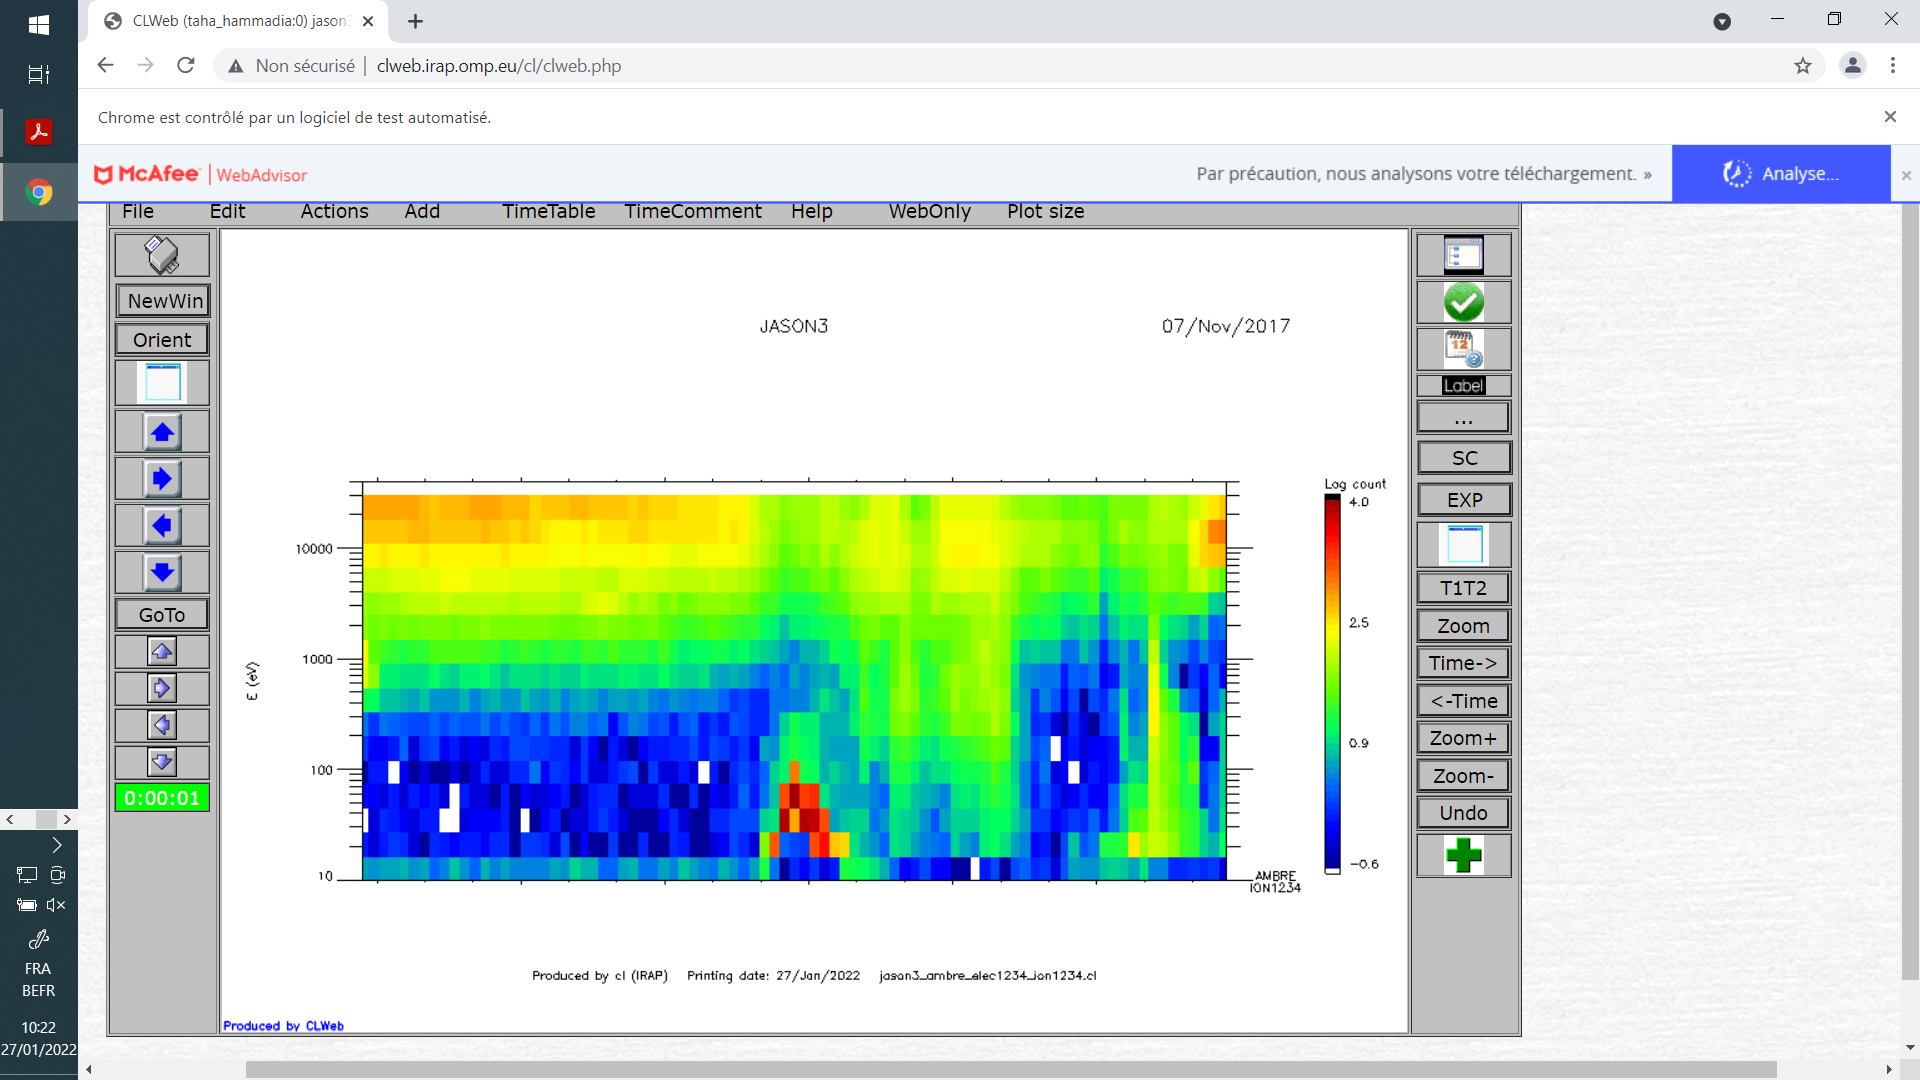 CLWeb (taha_hammadia:0) jason3
Non sécurisé | clweb.irap.omp.eu/cl/clweb.php
Chrome est contrôlé par un logiciel de test automatisé.
McAfee | WebAdvisor
Par précaution, nous analysons votre téléchargement. »
Analyse...
File Edit Actions Add TimeTable TimeComment Help WebOnly Plot size
NewWin
Orient
GoTo
0:00:01
JASON3
07/Nov/2017
Log count
4.0
2.5
0.9
-0.6
E (eV)
10000
1000
100
10
AMBRE
ION1234
Produced by cl (IRAP) Printing date: 27/Jan/2022 jason3_ambre_elec1234_ion1234.cl
Produced by CLWeb
12
Label
...
SC
EXP
T1T2
Zoom
Time->
<-Time
Zoom+
Zoom-
Undo
FRA
BEFR
10:22
27/01/2022